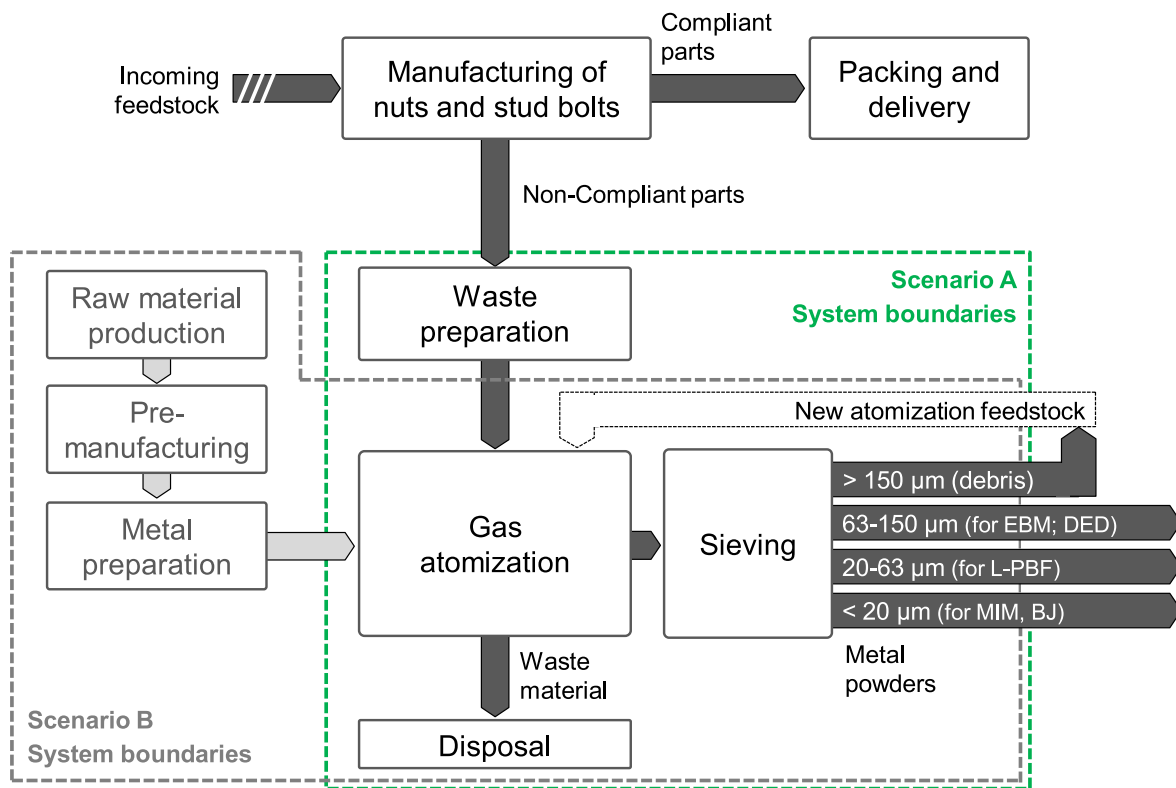 Incoming
feedstock
Manufacturing of
nuts and stud bolts
Compliant
parts
Packing and
delivery
Non-Compliant parts
Scenario A
System boundaries
Raw material
production
Waste
preparation
Pre-
manufacturing
New atomization feedstock
Metal
preparation
Gas
atomization
Sieving
> 150 µm (debris)
63-150 µm (for EBM; DED)
20-63 µm (for L-PBF)
< 20 µm (for MIM, BJ)
Metal
powders
Waste
material
Disposal
Scenario B
System boundaries